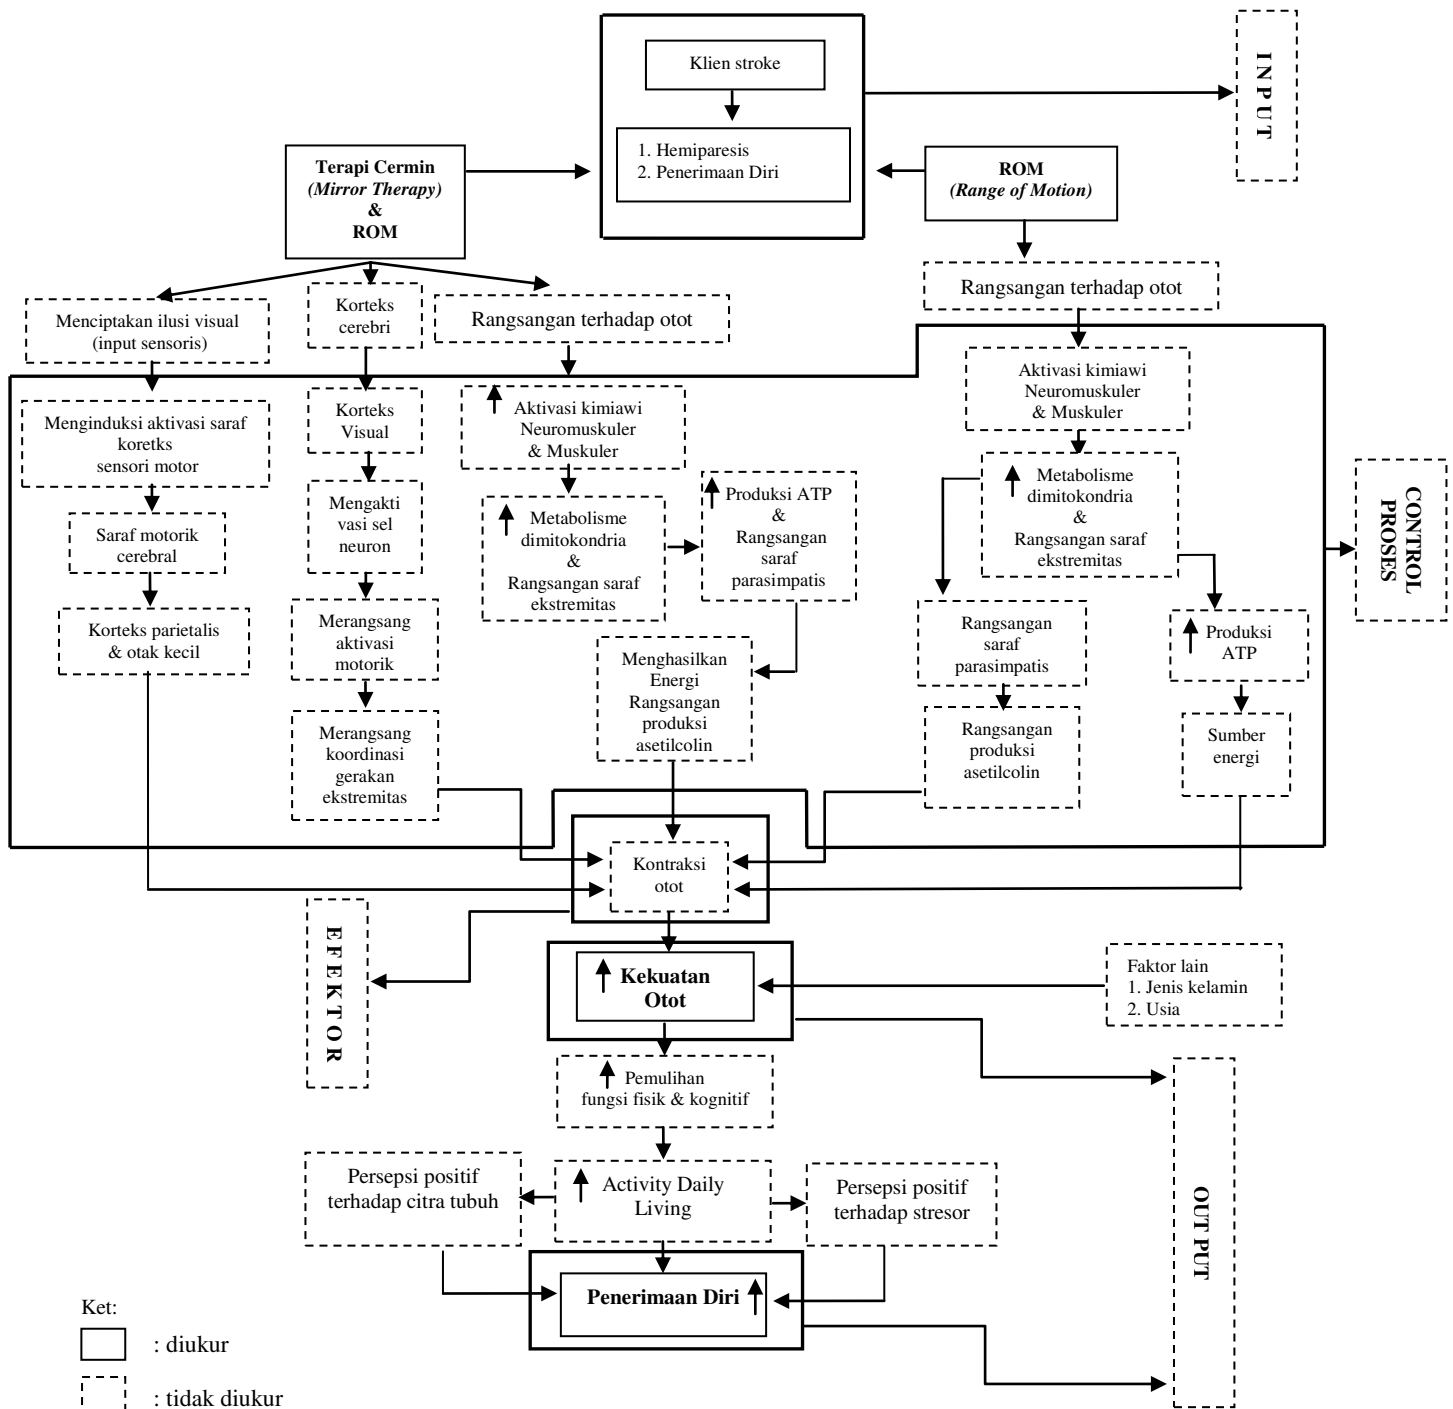 Klien stroke
INPUT
1. Hemiparesis
2. Penerimaan Diri
Terapi Cermin
(Mirror Therapy)
&
ROM
ROM
(Range of Motion)
Menciptakan ilusi visual
(input sensoris)
Korteks
cerebri
Rangsangan terhadap otot
Rangsangan terhadap otot
Menginduksi aktivasi saraf
koretks
sensori motor
Saraf motorik
cerebral
Korteks parietalis
& otak kecil
Korteks
Visual
Mengakti
vasi sel
neuron
Merangsang
aktivasi
motorik
Merangsang
koordinasi
gerakan
ekstremitas
Aktivasi kimiawi
Neuromuskuler
& Muskuler
Metabolisme
dimitokondria
&
Rangsangan saraf
ekstremitas
Produksi ATP
&
Rangsangan
saraf
parasimpatis
Menghasilkan
Energi
Rangsangan
produksi
asetilcolin
Aktivasi kimiawi
Neuromuskuler
& Muskuler
Metabolisme
dimitokondria
&
Rangsangan saraf
ekstremitas
Rangsangan
saraf
parasimpatis
Rangsangan
produksi
asetilcolin
Produksi
ATP
Sumber
energi
CONTROL
PROSES
Kontraksi
otot
EFEKTOR
Kekuatan
Otot
Faktor lain
1. Jenis kelamin
2. Usia
Pemulihan
fungsi fisik & kognitif
Persepsi positif
terhadap citra tubuh
Activity Daily
Living
Persepsi positif
terhadap stresor
OUT PUT
Penerimaan Diri
Ket:
: diukur
: tidak diukur